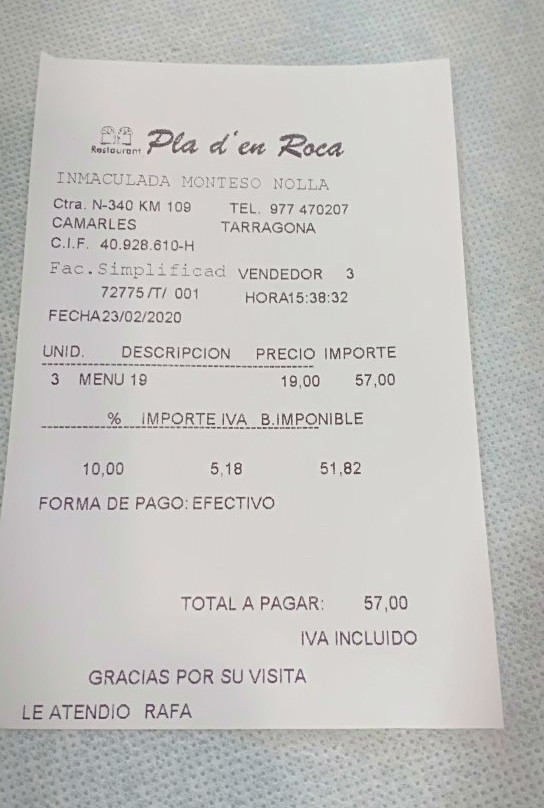 Restaurant Pla d'en Roca
INMACULADA MONTESO NOLLA
Ctra. N-340 KM 109 TEL. 977 470207
CAMARLES TARRAGONA
C.I.F. 40.928.610-H
Fac.Simplificad VENDEDOR 3
72775 /T/ 001 HORA15:38:32
FECHA23/02/2020
UNID. DESCRIPCION PRECIO IMPORTE
3 MENU 19 19,00 57,00
% IMPORTE IVA B.IMPONIBLE
10,00 5,18 51,82
FORMA DE PAGO: EFECTIVO
TOTAL A PAGAR: 57,00
IVA INCLUIDO
GRACIAS POR SU VISITA
LE ATENDIO RAFA